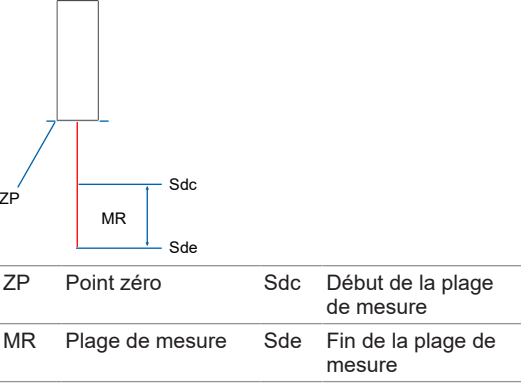 Sdc
ZP
MR
Sde
ZP Point zéro Sdc Début de la plage
de mesure
MR Plage de mesure Sde Fin de la plage de
mesure